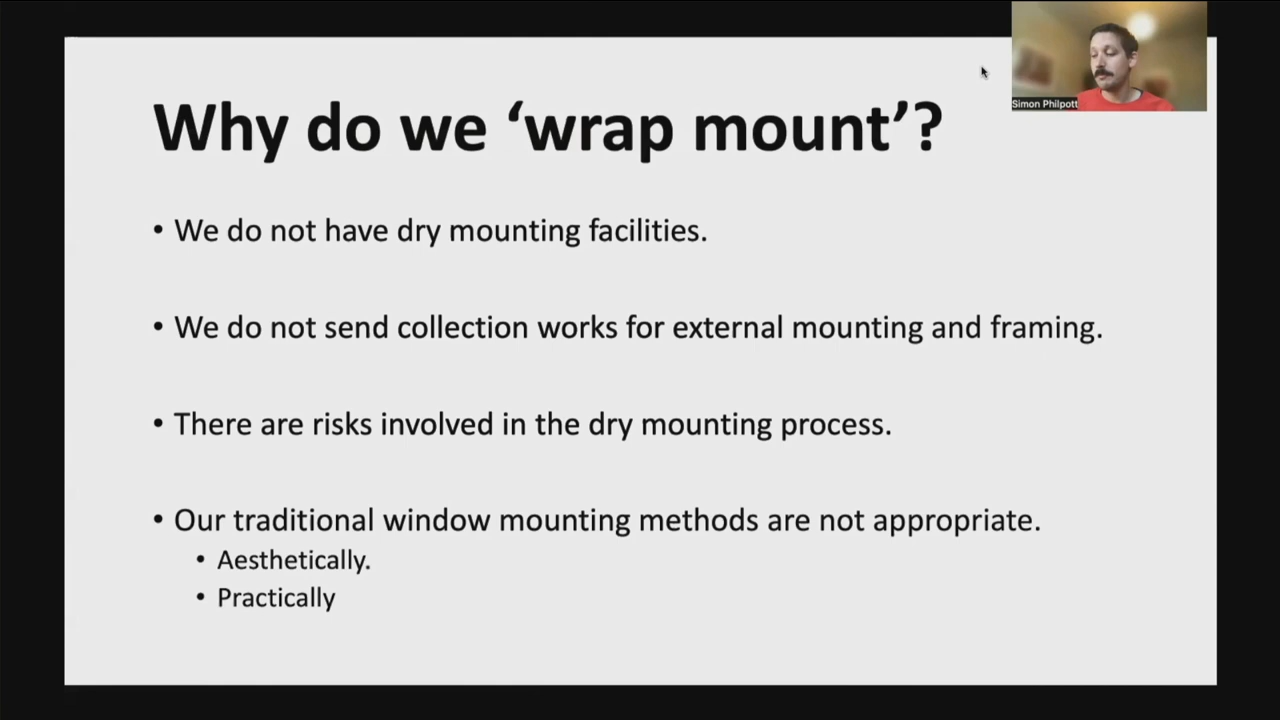 Simon Philpott
Why do we ‘wrap mount’?
• We do not have dry mounting facilities.
• We do not send collection works for external mounting and framing.
• There are risks involved in the dry mounting process.
• Our traditional window mounting methods are not appropriate.
• Aesthetically.
• Practically